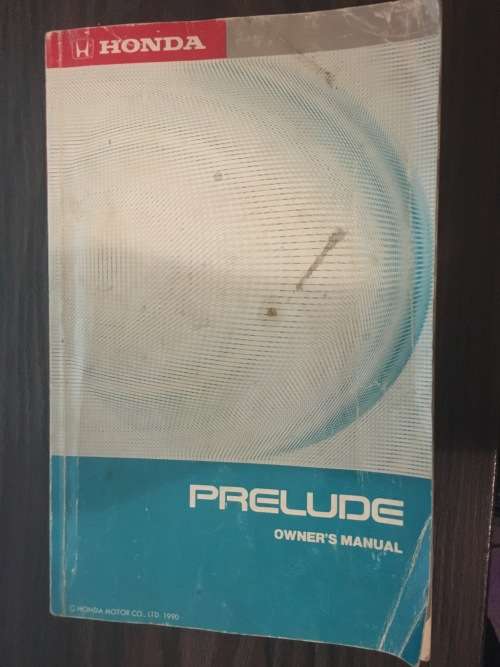 HONDA
PRELUDE
OWNER'S MANUAL
© HONDA MOTOR CO., LTD. 1990